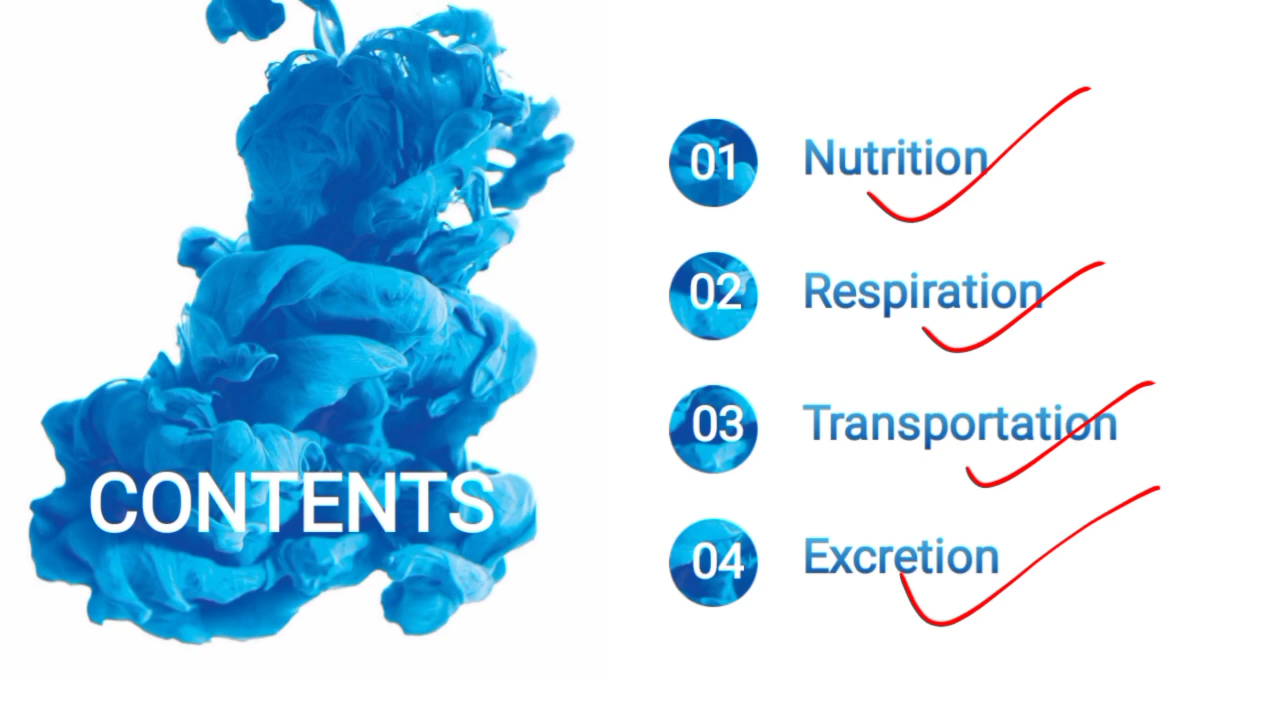 CONTENTS
01 Nutrition
02 Respiration
03 Transportation
04 Excretion